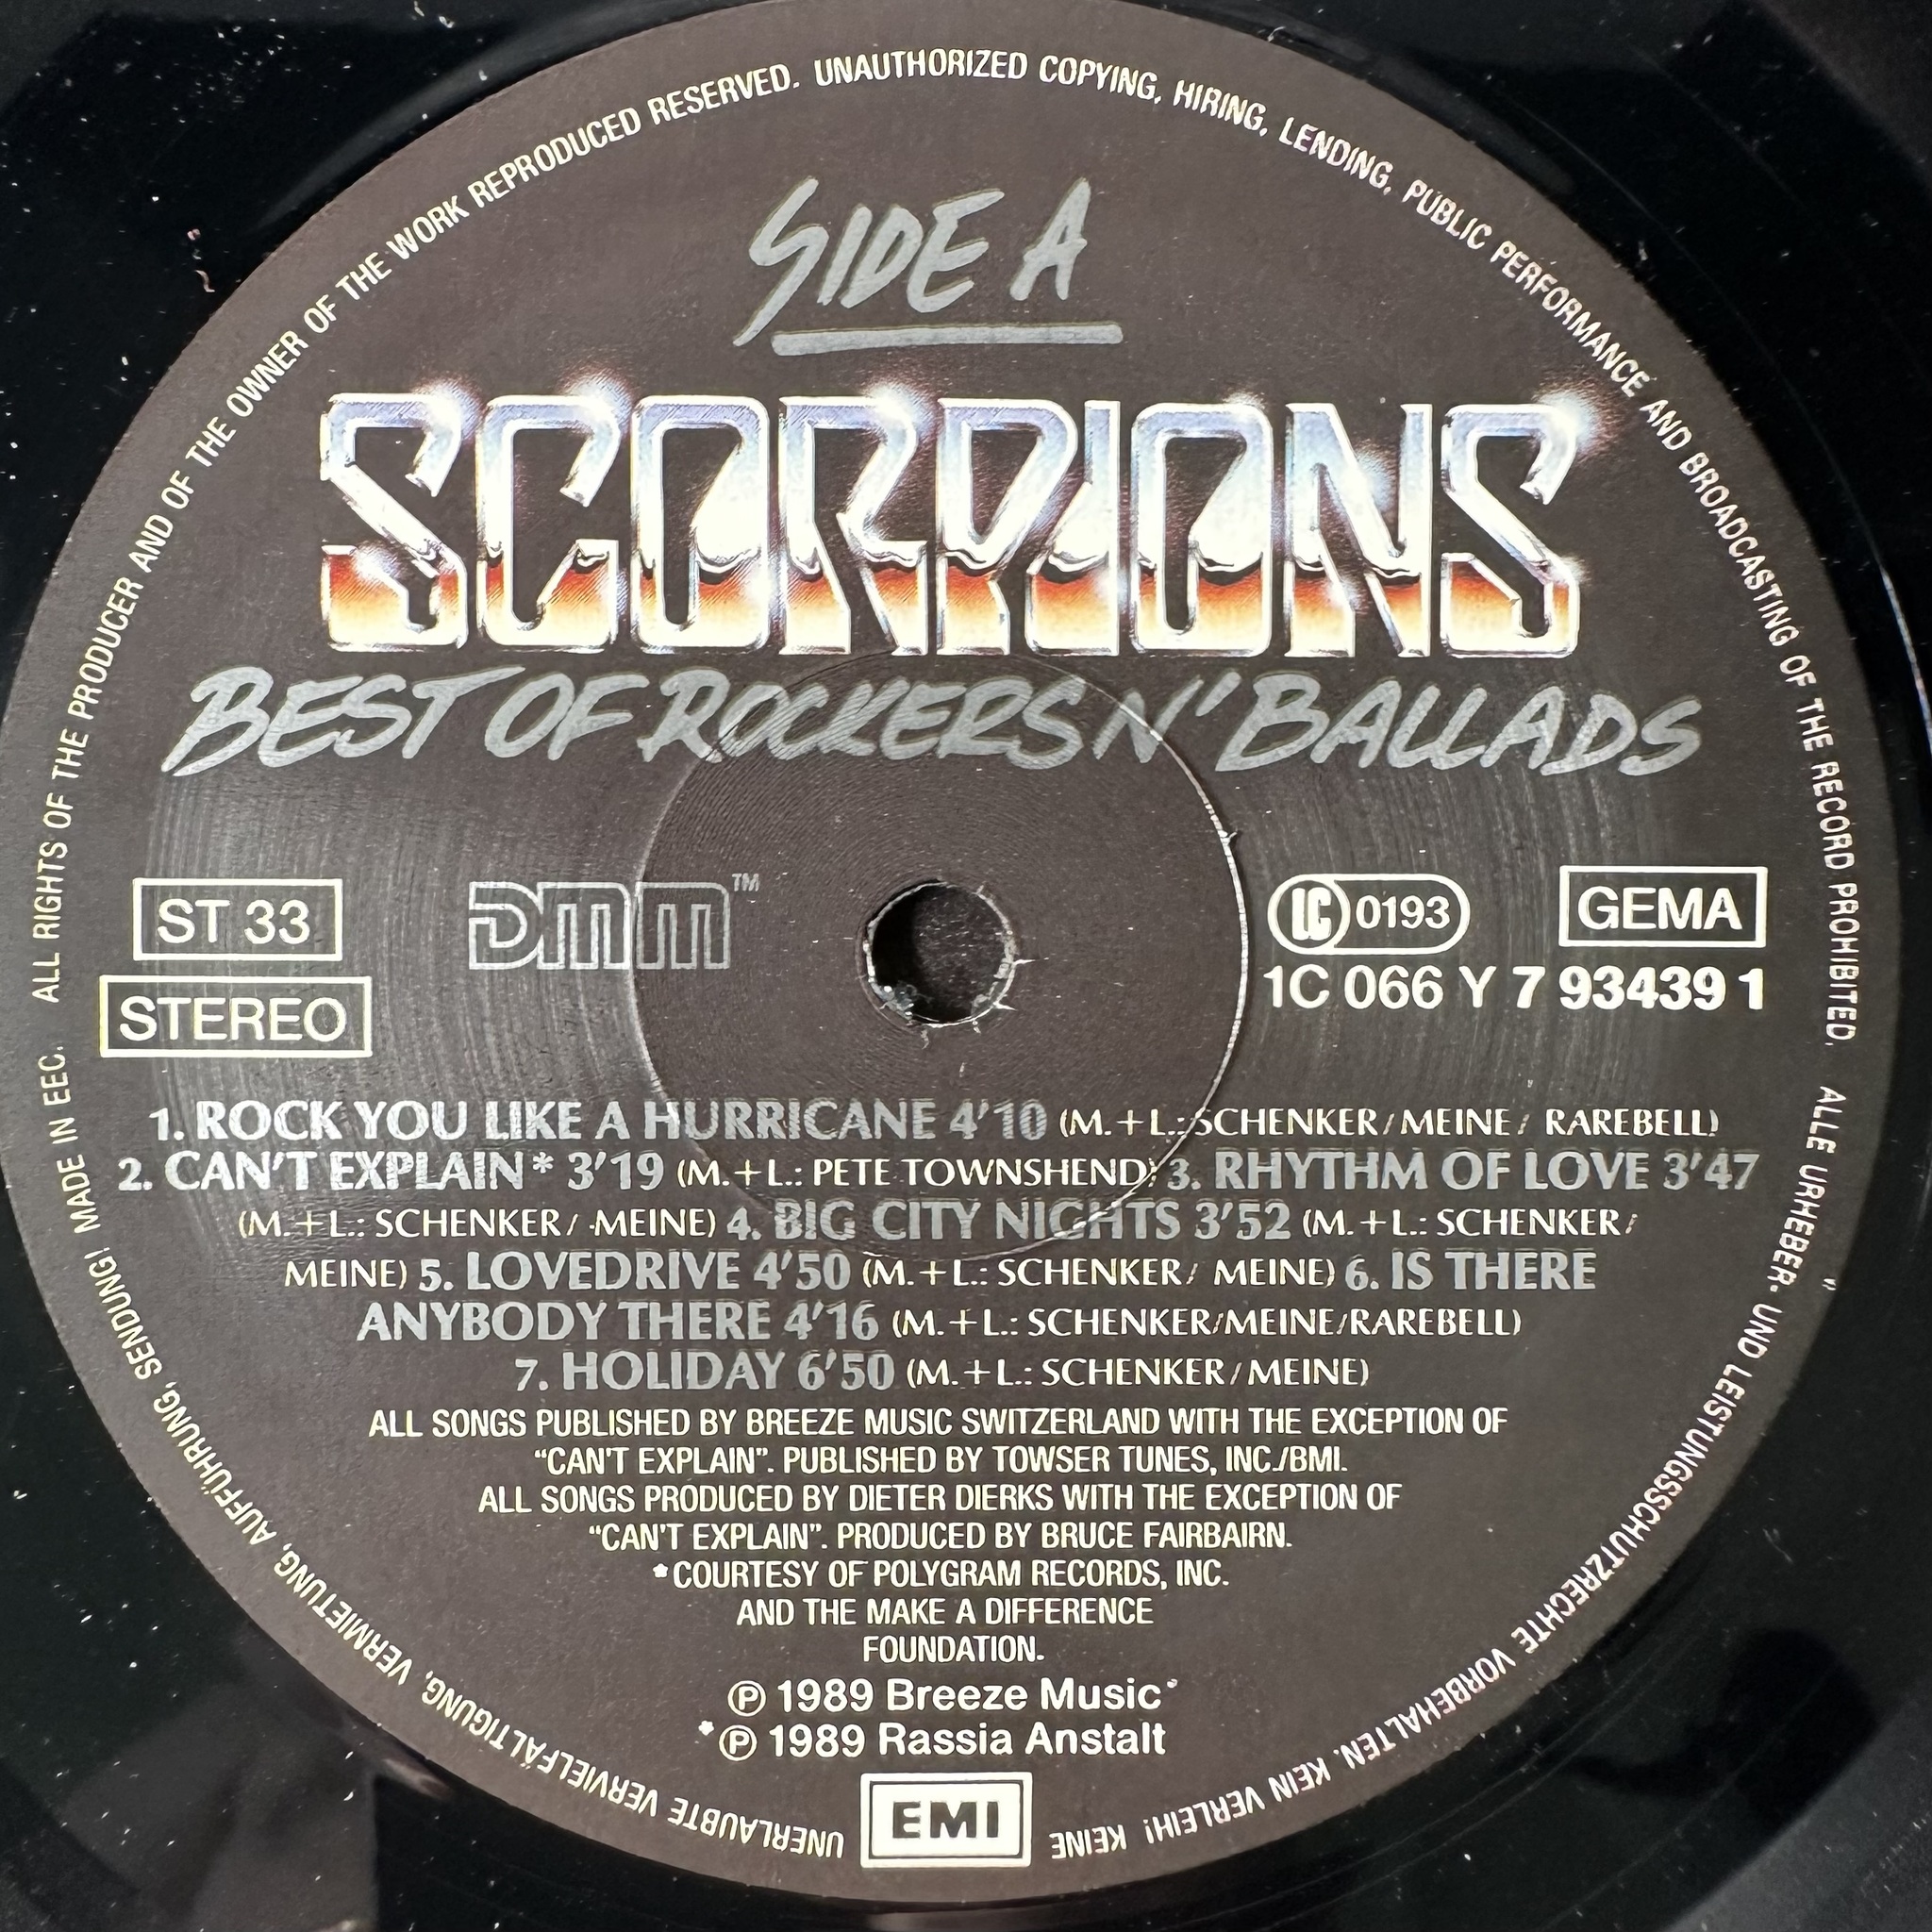 SIDE A
SCORPIONS
BEST OF ROCKERS N' BALLADS
ST 33
STEREO
DMM™
LC 0193
GEMA
1C 066 Y 7 93439 1
1. ROCK YOU LIKE A HURRICANE 4'10 (M.+L.: SCHENKER/MEINE/ RAREBELL)
2. CAN'T EXPLAIN* 3'19 (M.+L.: PETE TOWNSHEND) 3. RHYTHM OF LOVE 3'47
(M.+L.: SCHENKER/ MEINE) 4. BIG CITY NIGHTS 3'52 (M.+L.: SCHENKER/
MEINE) 5. LOVEDRIVE 4'50 (M.+L.: SCHENKER/ MEINE) 6. IS THERE
ANYBODY THERE 4'16 (M.+L.: SCHENKER/MEINE/RAREBELL)
7. HOLIDAY 6'50 (M.+L.: SCHENKER/MEINE)
ALL SONGS PUBLISHED BY BREEZE MUSIC SWITZERLAND WITH THE EXCEPTION OF
“CAN'T EXPLAIN”. PUBLISHED BY TOWSER TUNES, INC./BMI.
ALL SONGS PRODUCED BY DIETER DIERKS WITH THE EXCEPTION OF
“CAN'T EXPLAIN”. PRODUCED BY BRUCE FAIRBAIRN.
*COURTESY OF POLYGRAM RECORDS, INC.
AND THE MAKE A DIFFERENCE
FOUNDATION.
℗ 1989 Breeze Music
*℗ 1989 Rassia Anstalt
EMI
MADE IN EEC. ALL RIGHTS OF THE PRODUCER AND OF THE OWNER OF THE WORK REPRODUCED RESERVED. UNAUTHORIZED COPYING, HIRING, LENDING, PUBLIC PERFORMANCE AND BROADCASTING OF THE RECORD PROHIBITED.
ALLE URHEBER- UND LEISTUNGSSCHUTZRECHTE VORBEHALTEN. KEIN VERLEIH! KEINE UNERLAUBTE VERVIELFÄLTIGUNG, VERMIETUNG, AUFFÜHRUNG, SENDUNG!